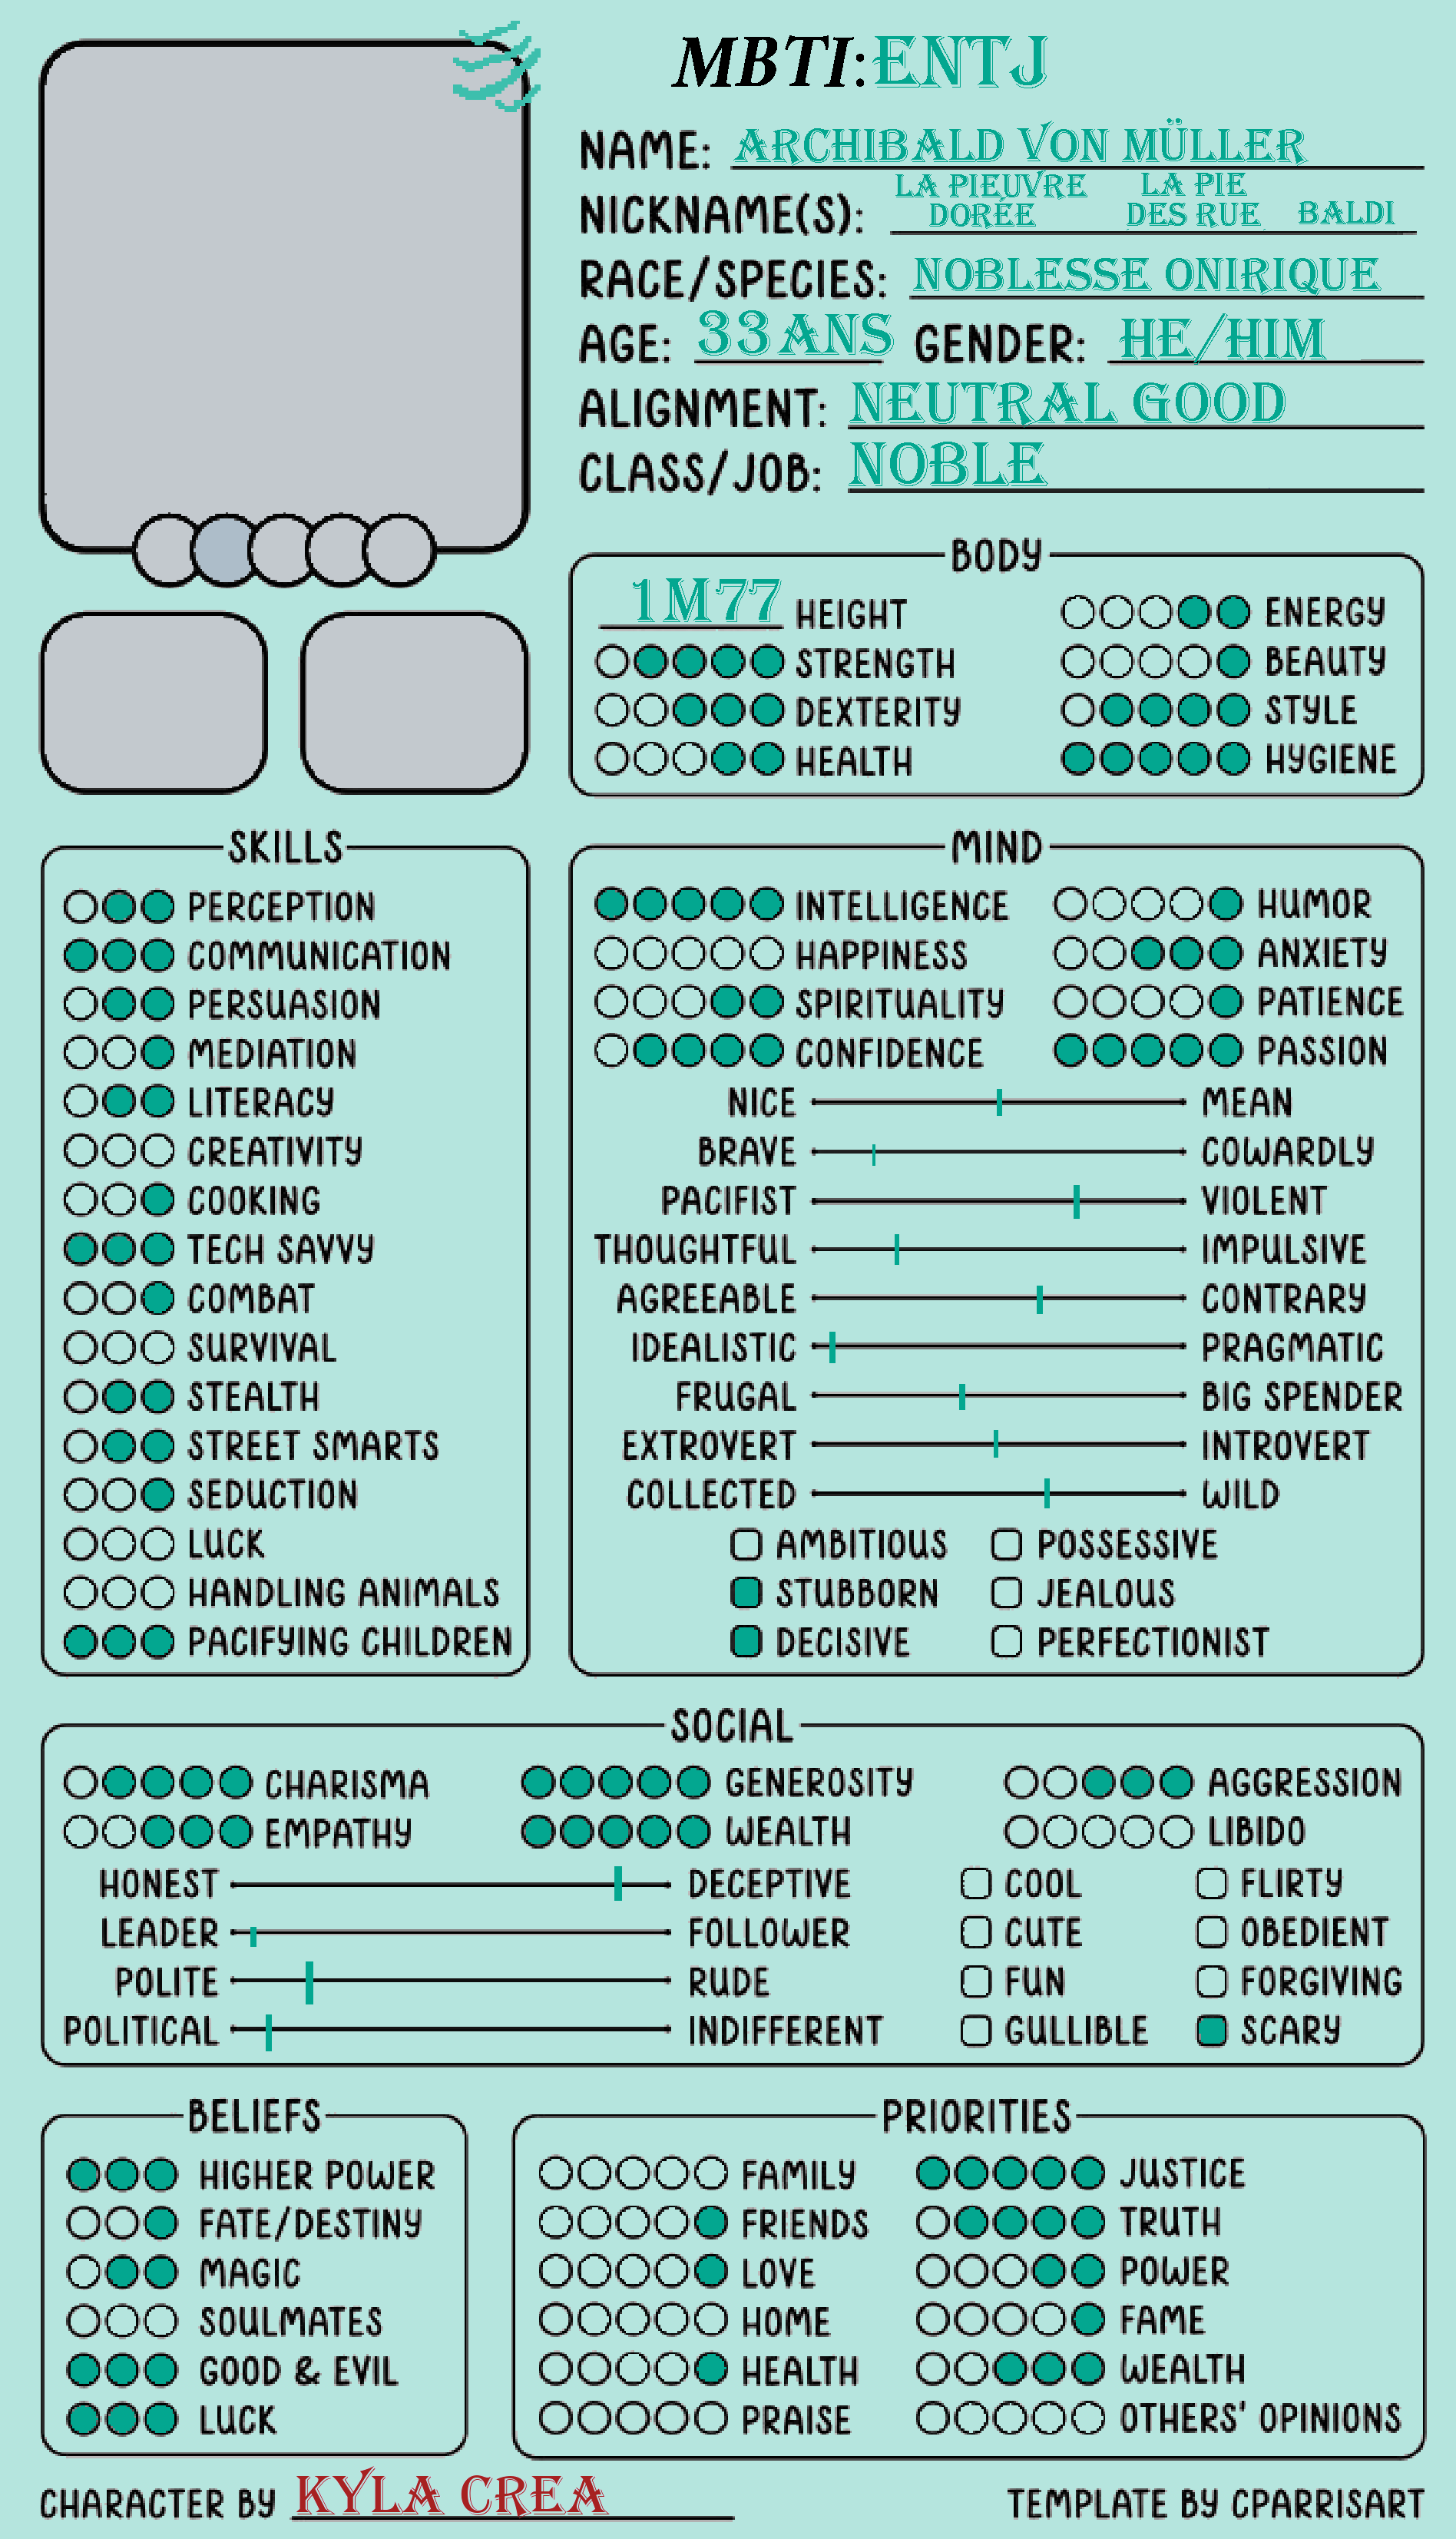 MBTI:ENTJ
NAME: ARCHIBALD VON MÜLLER
NICKNAME(S): LA PIEUVRE DORÉE LA PIE DES RUE BALDI
RACE/SPECIES: NOBLESSE ONIRIQUE
AGE: 33 ANS GENDER: HE/HIM
ALIGNMENT: NEUTRAL GOOD
CLASS/JOB: NOBLE
BODY
1M77 HEIGHT ENERGY
STRENGTH BEAUTY
DEXTERITY STYLE
HEALTH HYGIENE
SKILLS
PERCEPTION
COMMUNICATION
PERSUASION
MEDIATION
LITERACY
CREATIVITY
COOKING
TECH SAVVY
COMBAT
SURVIVAL
STEALTH
STREET SMARTS
SEDUCTION
LUCK
HANDLING ANIMALS
PACIFYING CHILDREN
MIND
INTELLIGENCE HUMOR
HAPPINESS ANXIETY
SPIRITUALITY PATIENCE
CONFIDENCE PASSION
NICE MEAN
BRAVE COWARDLY
PACIFIST VIOLENT
THOUGHTFUL IMPULSIVE
AGREEABLE CONTRARY
IDEALISTIC PRAGMATIC
FRUGAL BIG SPENDER
EXTROVERT INTROVERT
COLLECTED WILD
AMBITIOUS POSSESSIVE
STUBBORN JEALOUS
DECISIVE PERFECTIONIST
SOCIAL
CHARISMA GENEROSITY AGGRESSION
EMPATHY WEALTH LIBIDO
HONEST DECEPTIVE COOL FLIRTY
LEADER FOLLOWER CUTE OBEDIENT
POLITE RUDE FUN FORGIVING
POLITICAL INDIFFERENT GULLIBLE SCARY
BELIEFS
HIGHER POWER
FATE/DESTINY
MAGIC
SOULMATES
GOOD & EVIL
LUCK
PRIORITIES
FAMILY JUSTICE
FRIENDS TRUTH
LOVE POWER
HOME FAME
HEALTH WEALTH
PRAISE OTHERS' OPINIONS
CHARACTER BY KYLA CREA TEMPLATE BY CPARRISART